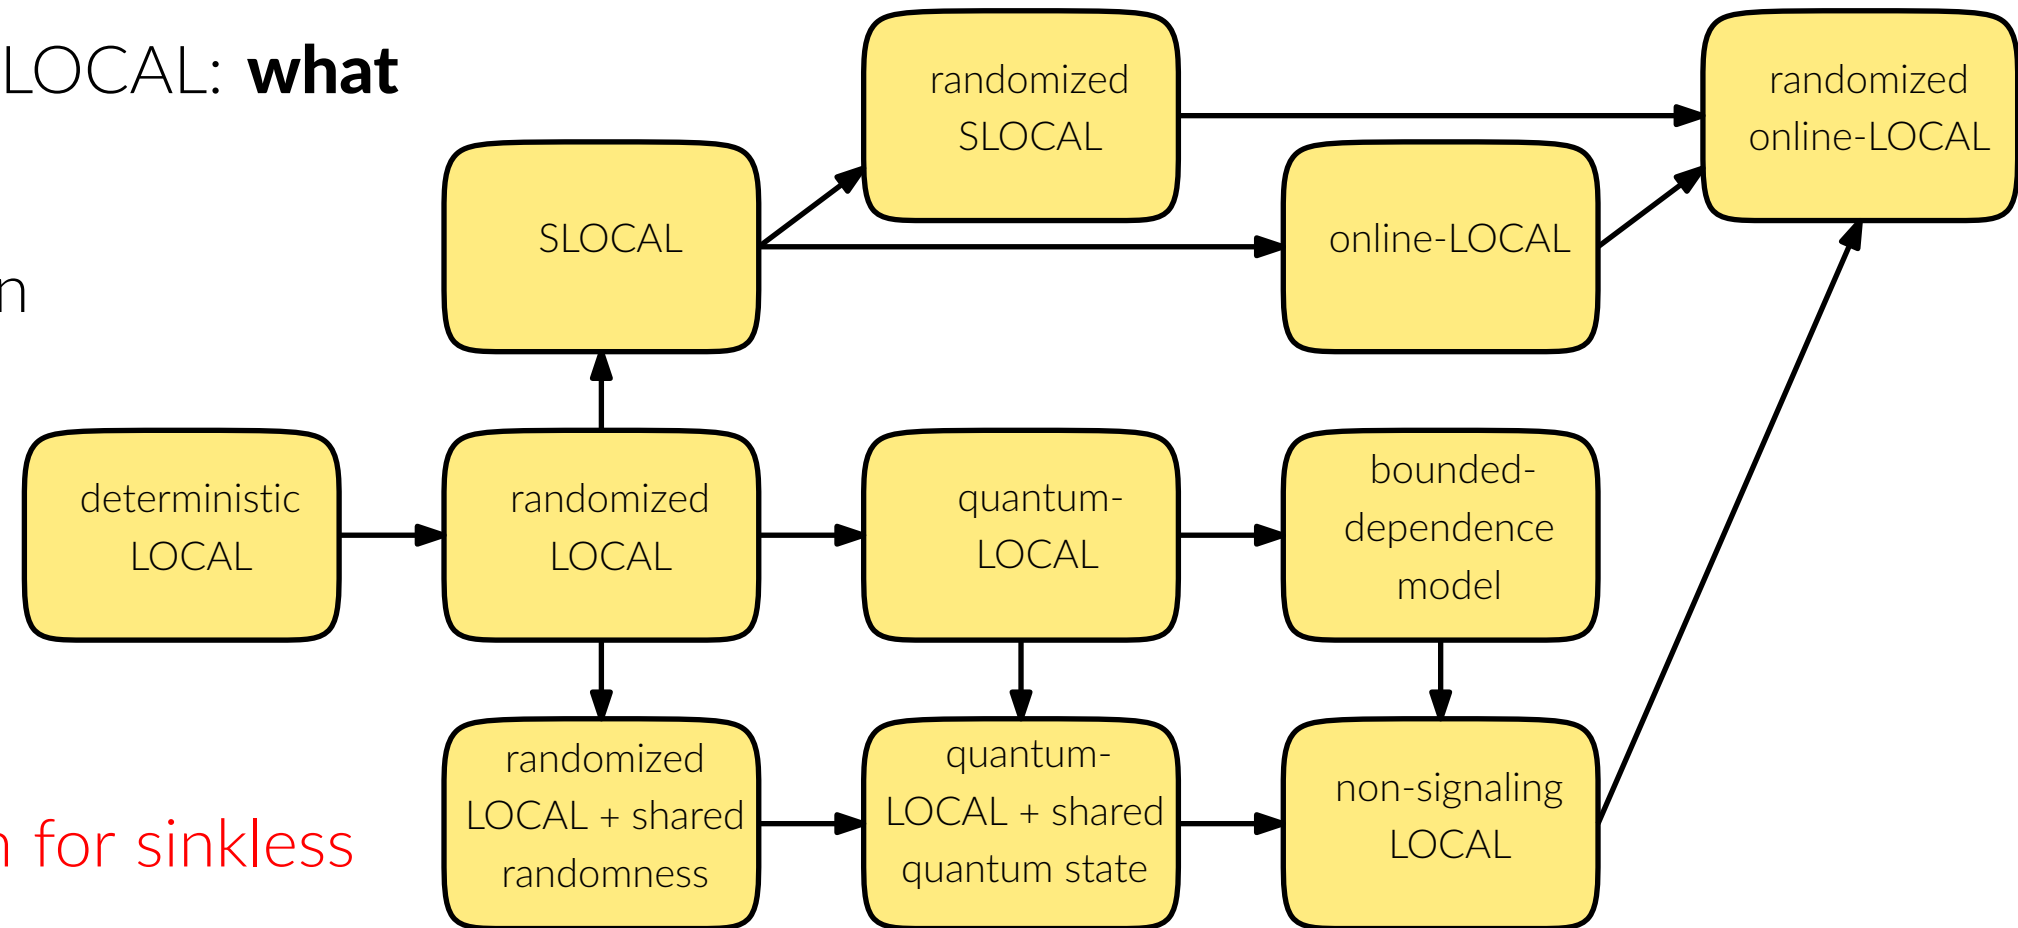 LOCAL: what
n
n for sinkless
randomized
SLOCAL
randomized
online-LOCAL
SLOCAL
online-LOCAL
deterministic
LOCAL
randomized
LOCAL
quantum-
LOCAL
bounded-
dependence
model
randomized
LOCAL + shared
randomness
quantum-
LOCAL + shared
quantum state
non-signaling
LOCAL